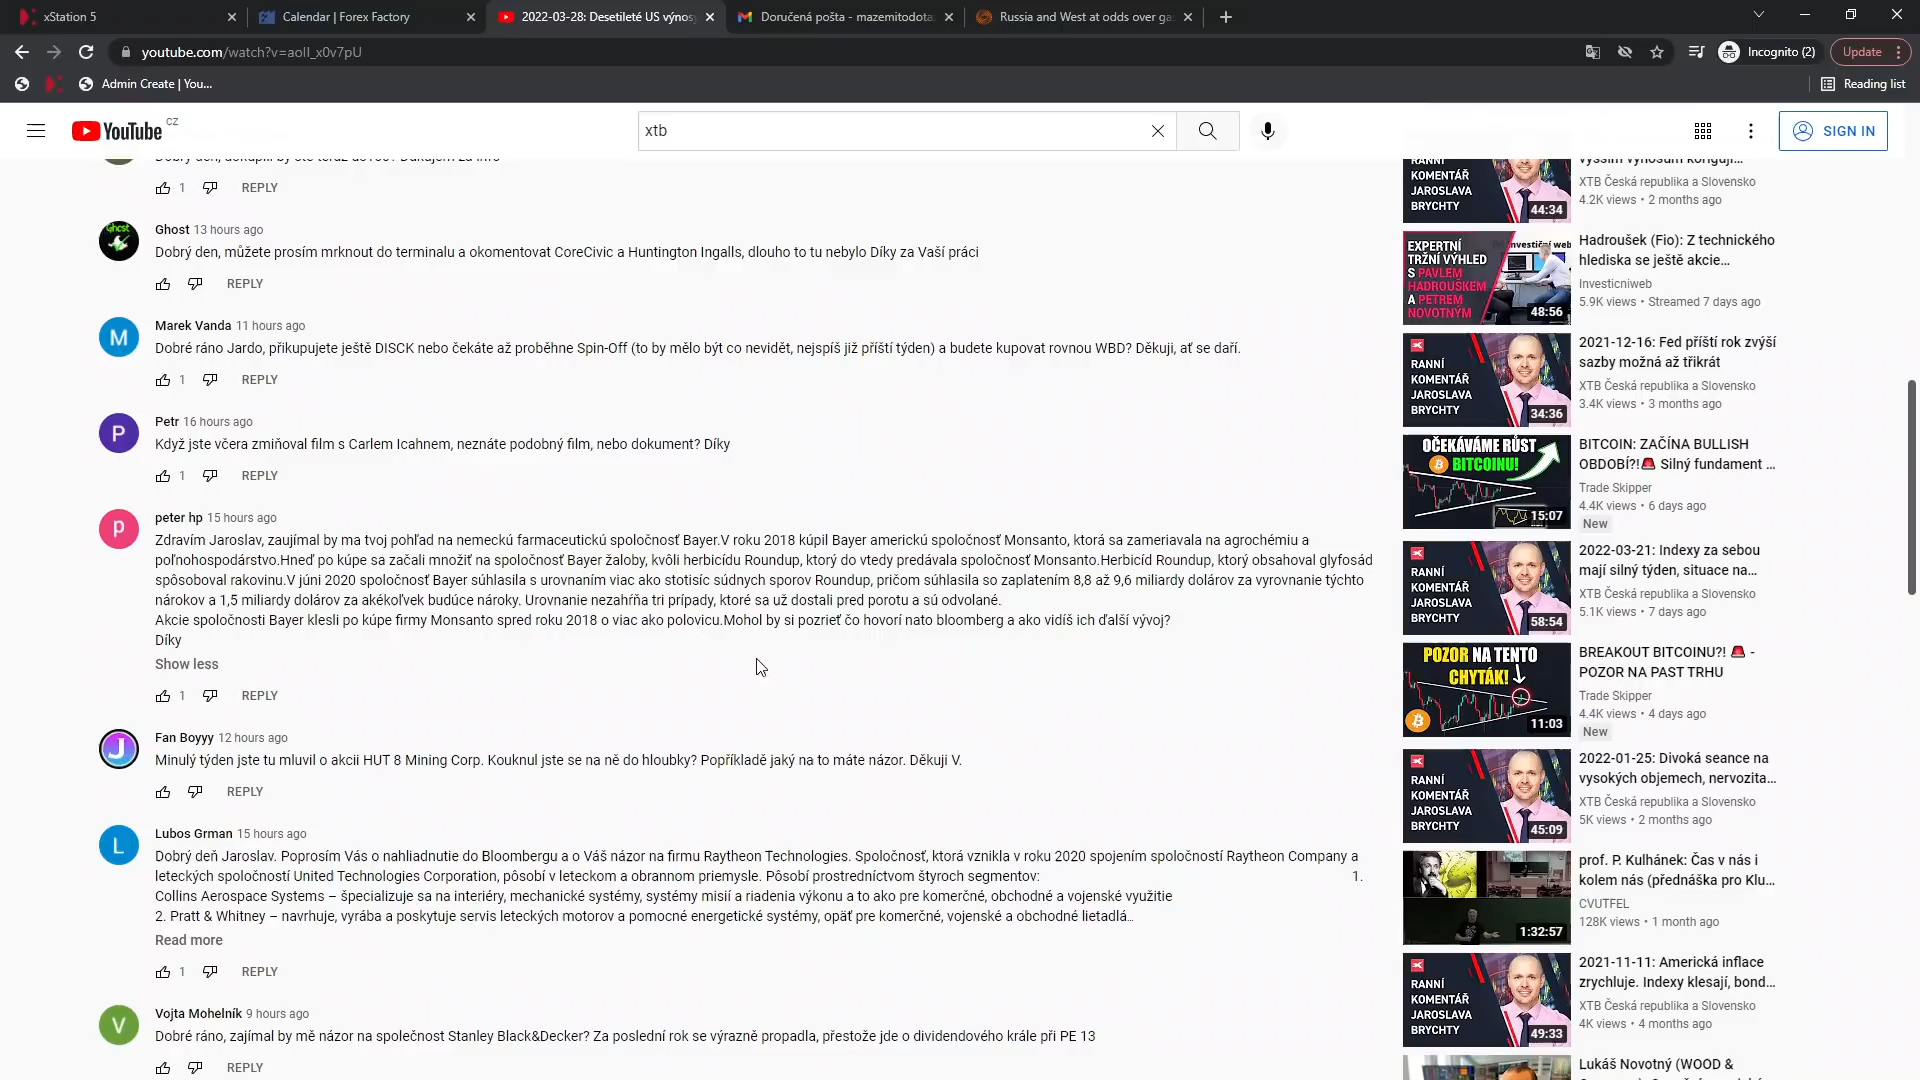 xStation 5
Calendar | Forex Factory
2022-03-28: Desetileté US výnos
Doručená pošta - mazemitodota
Russia and West at odds over ga
youtube.com/watch?v=aoll_x0v7pU
Incognito (2)
Update
Admin Create | You...
Reading list
YouTube CZ
xtb
SIGN IN
1 REPLY
Ghost 13 hours ago
Dobrý den, můžete prosím mrknout do terminalu a okomentovat CoreCivic a Huntington Ingalls, dlouho to tu nebylo Díky za Vaší práci
REPLY
Marek Vanda 11 hours ago
Dobré ráno Jardo, přikupujete ještě DISCK nebo čekáte až proběhne Spin-Off (to by mělo být co nevidět, nejspíš již příští týden) a budete kupovat rovnou WBD? Děkuji, ať se daří.
1 REPLY
Petr 16 hours ago
Když jste včera zmiňoval film s Carlem Icahnem, neznáte podobný film, nebo dokument? Díky
1 REPLY
peter hp 15 hours ago
Zdravím Jaroslav, zaujímal by ma tvoj pohľad na nemeckú farmaceutickú spoločnosť Bayer.V roku 2018 kúpil Bayer americkú spoločnosť Monsanto, ktorá sa zameriavala na agrochémiu a
poľnohospodárstvo.Hneď po kúpe sa začali množiť na spoločnosť Bayer žaloby, kvôli herbicídu Roundup, ktorý do vtedy predávala spoločnosť Monsanto.Herbicíd Roundup, ktorý obsahoval glyfosád
spôsoboval rakovinu.V júni 2020 spoločnosť Bayer súhlasila s urovnaním viac ako stotisíc súdnych sporov Roundup, pričom súhlasila so zaplatením 8,8 až 9,6 miliardy dolárov za vyrovnanie týchto
nárokov a 1,5 miliardy dolárov za akékoľvek budúce nároky. Urovnanie nezahŕňa tri prípady, ktoré sa už dostali pred porotu a sú odvolané.
Akcie spoločnosti Bayer klesli po kúpe firmy Monsanto spred roku 2018 o viac ako polovicu.Mohol by si pozrieť čo hovorí nato bloomberg a ako vidíš ich ďalší vývoj?
Díky
Show less
1 REPLY
Fan Boyyy 12 hours ago
Minulý týden jste tu mluvil o akcii HUT 8 Mining Corp. Kouknul jste se na ně do hloubky? Popřípadě jaký na to máte názor. Děkuji V.
REPLY
Lubos Grman 15 hours ago
Dobrý deň Jaroslav. Poprosím Vás o nahliadnutie do Bloombergu a o Váš názor na firmu Raytheon Technologies. Spoločnosť, ktorá vznikla v roku 2020 spojením spoločností Raytheon Company a
leteckých spoločností United Technologies Corporation, pôsobí v leteckom a obrannom priemysle. Pôsobí prostredníctvom štyroch segmentov: 1.
Collins Aerospace Systems – špecializuje sa na interiéry, mechanické systémy, systémy misií a riadenia výkonu a to ako pre komerčné, obchodné a vojenské využitie
2. Pratt & Whitney – navrhuje, vyrába a poskytuje servis leteckých motorov a pomocné energetické systémy, opäť pre komerčné, vojenské a obchodné lietadlá…
Read more
1 REPLY
Vojta Mohelník 9 hours ago
Dobré ráno, zajímal by mě názor na společnost Stanley Black&Decker? Za poslední rok se výrazně propadla, přestože jde o dividendového krále při PE 13
REPLY
RANNÍ
KOMENTÁŘ
JAROSLAVA
BRYCHTY
44:34
vyšším výnosům korigují...
XTB Česká republika a Slovensko
4.2K views • 2 months ago
EXPERTNÍ
TRŽNÍ VÝHLED
S PAVLEM
HADROUŠKEM
A PETREM
NOVOTNÝM
investiční web
48:56
Hadroušek (Fio): Z technického
hlediska se ještě akcie...
Investicniweb
5.9K views • Streamed 7 days ago
RANNÍ
KOMENTÁŘ
JAROSLAVA
BRYCHTY
34:36
2021-12-16: Fed příští rok zvýší
sazby možná až třikrát
XTB Česká republika a Slovensko
3.4K views • 3 months ago
OČEKÁVÁME RŮST
BITCOINU!
15:07
BITCOIN: ZAČÍNA BULLISH
OBDOBÍ?!🚨 Silný fundament ...
Trade Skipper
4.4K views • 6 days ago
New
RANNÍ
KOMENTÁŘ
JAROSLAVA
BRYCHTY
58:54
2022-03-21: Indexy za sebou
mají silný týden, situace na...
XTB Česká republika a Slovensko
5.1K views • 7 days ago
POZOR NA TENTO
CHYTÁK!
11:03
BREAKOUT BITCOINU?! 🚨 -
POZOR NA PAST TRHU
Trade Skipper
4.4K views • 4 days ago
New
RANNÍ
KOMENTÁŘ
JAROSLAVA
BRYCHTY
45:09
2022-01-25: Divoká seance na
vysokých objemech, nervozita...
XTB Česká republika a Slovensko
5K views • 2 months ago
1:32:57
prof. P. Kulhánek: Čas v nás i
kolem nás (přednáška pro Klu...
CVUTFEL
128K views • 1 month ago
RANNÍ
KOMENTÁŘ
JAROSLAVA
BRYCHTY
49:33
2021-11-11: Americká inflace
zrychluje. Indexy klesají, bond...
XTB Česká republika a Slovensko
4K views • 4 months ago
Lukáš Novotný (WOOD &